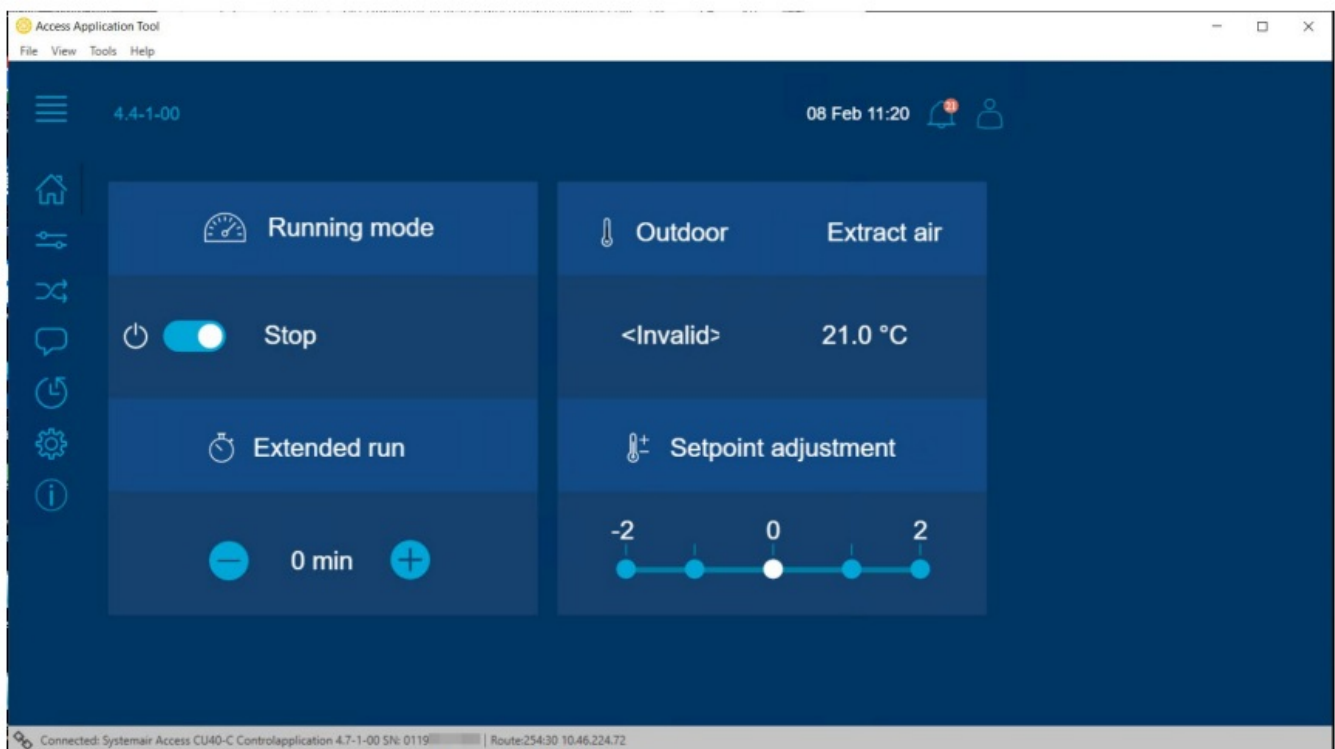 Access Application Tool
File View Tools Help
4.4-1-00
08 Feb 11:20
Running mode
Stop
Extended run
0 min
Outdoor Extract air
<Invalid> 21.0 °C
Setpoint adjustment
-2 0 2
Connected: Systemair Access CU40-C Controlapplication 4.7-1-00 SN: 0119 | Route:254:30 10.46.224.72